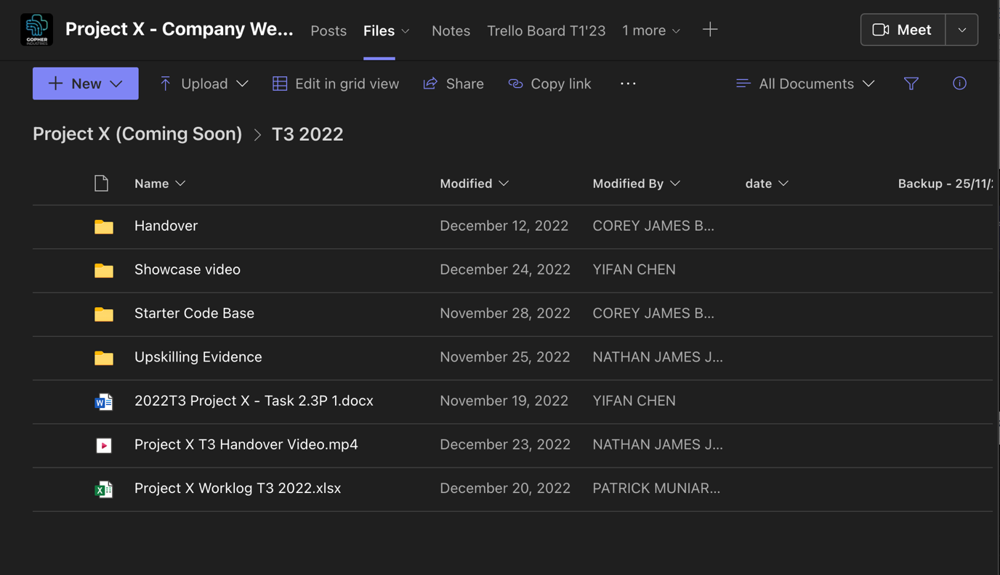 GOPHER
INDUSTRIES
Project X - Company We... Posts Files Notes Trello Board T1'23 1 more Meet
New Upload Edit in grid view Share Copy link ... All Documents
Project X (Coming Soon) > T3 2022
Name Modified Modified By date Backup - 25/11/
Handover December 12, 2022 COREY JAMES B...
Showcase video December 24, 2022 YIFAN CHEN
Starter Code Base November 28, 2022 COREY JAMES B...
Upskilling Evidence November 25, 2022 NATHAN JAMES J...
2022T3 Project X - Task 2.3P 1.docx November 19, 2022 YIFAN CHEN
Project X T3 Handover Video.mp4 December 23, 2022 NATHAN JAMES J...
Project X Worklog T3 2022.xlsx December 20, 2022 PATRICK MUNIAR...